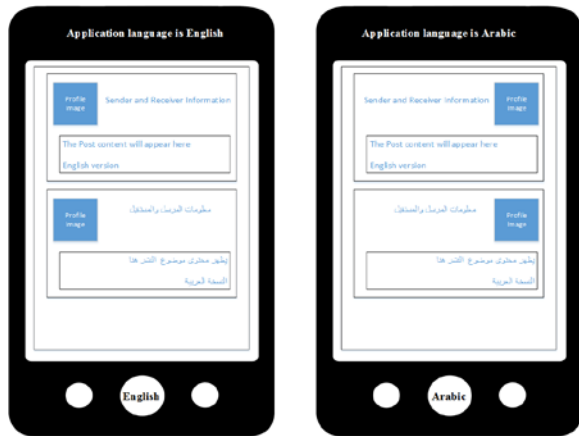 Application language is English
Profile
Image
Sender and Receiver Information
The Post content will appear here
English version
Profile
Image
معلومات المرسل والمستقبل
يظهر محتوى موضوع النشر هنا
النسخة العربية
English
Application language is Arabic
Sender and Receiver Information
Profile
Image
The Post content will appear here
English version
معلومات المرسل والمستقبل
Profile
Image
يظهر محتوى موضوع النشر هنا
النسخة العربية
Arabic